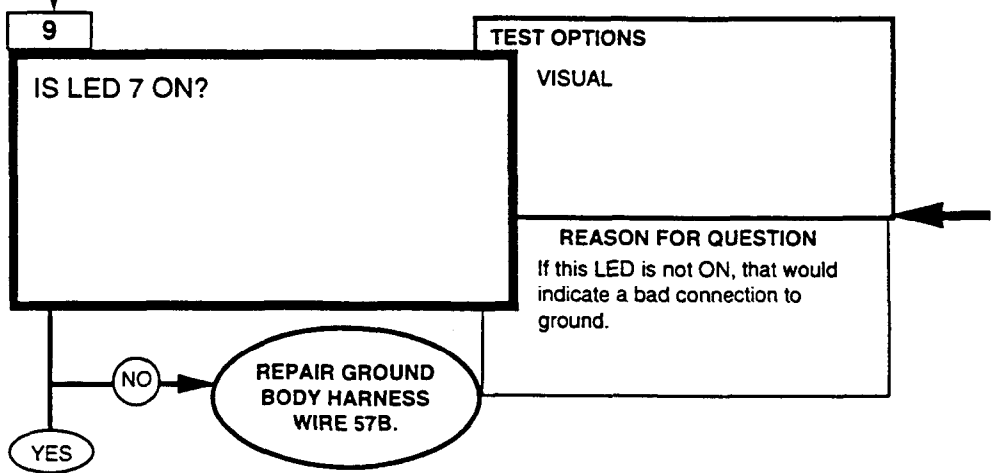 9
IS LED 7 ON?
TEST OPTIONS
VISUAL
REASON FOR QUESTION
If this LED is not ON, that would
indicate a bad connection to
ground.
NO
REPAIR GROUND
BODY HARNESS
WIRE 57B.
YES